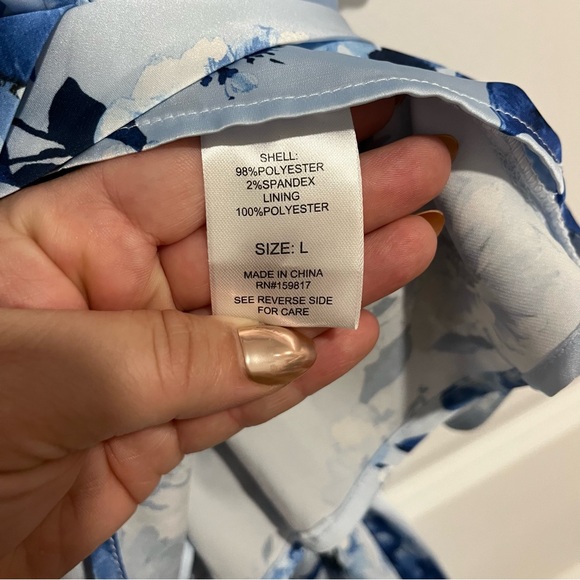 SHELL:
98%POLYESTER
2%SPANDEX
LINING
100%POLYESTER
SIZE: L
MADE IN CHINA
RN#159817
SEE REVERSE SIDE
FOR CARE